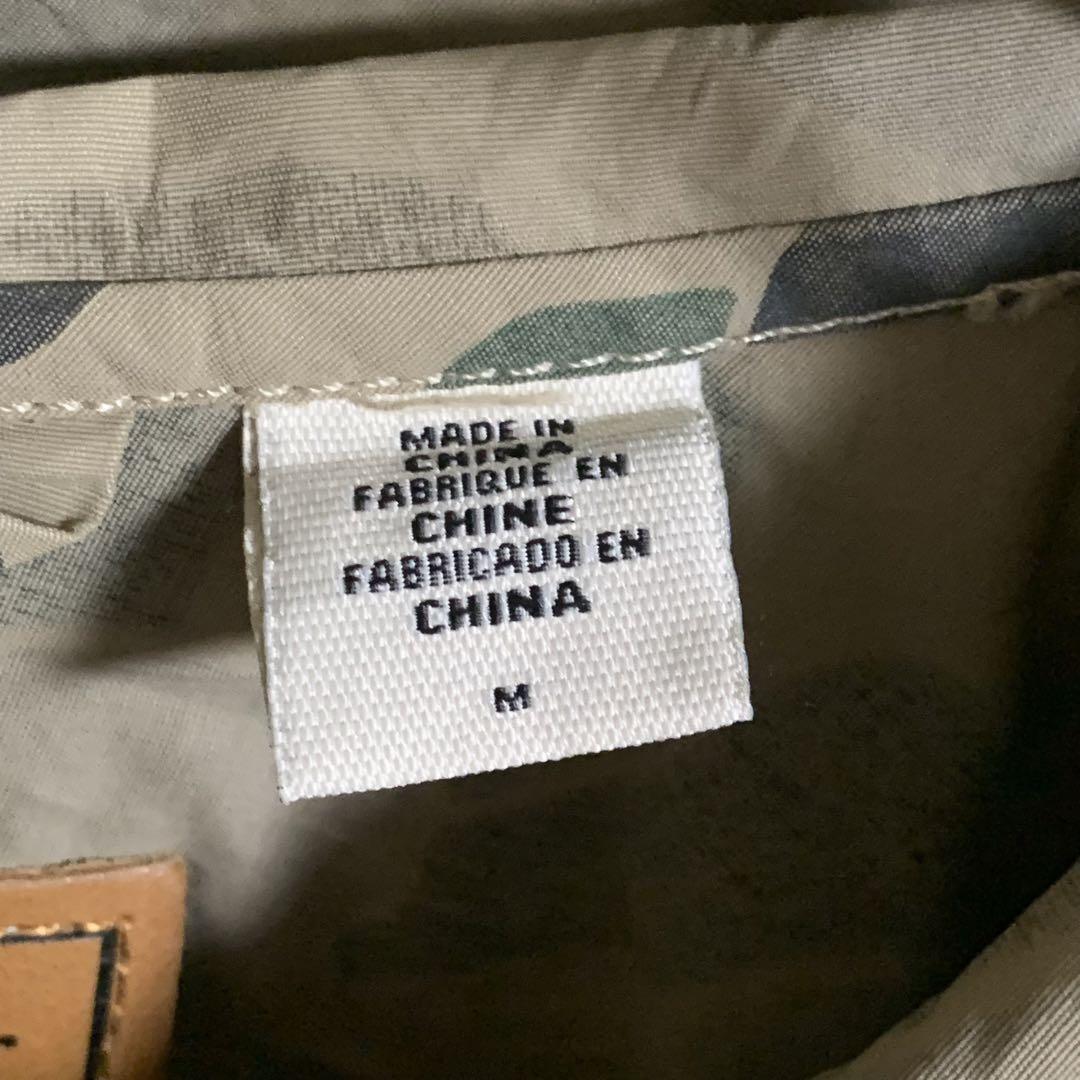 MADE IN
CHINA
FABRIQUE EN
CHINE
FABRICADO EN
CHINA
M